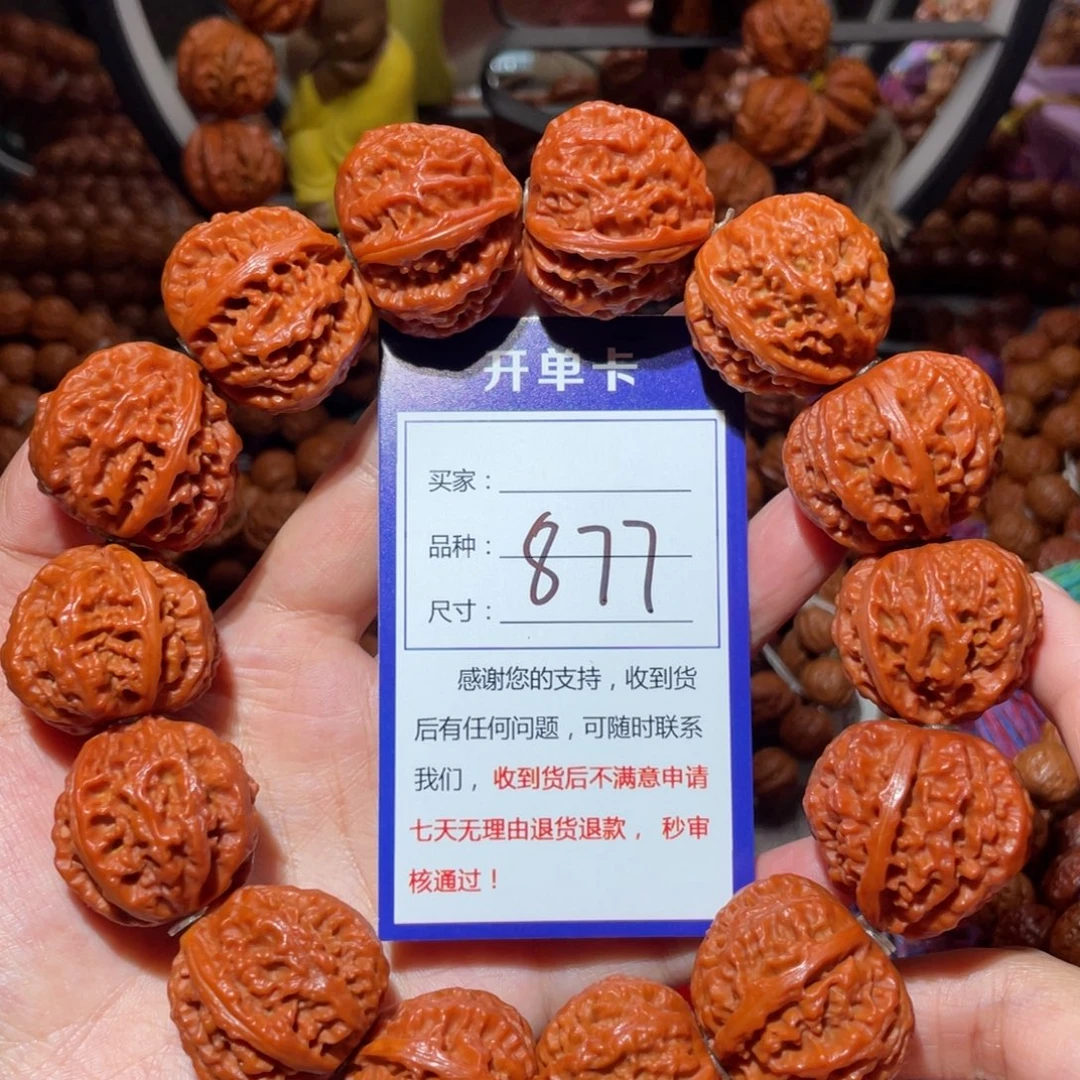 开单卡
买家：
品种：
877
尺寸：
感谢您的支持，收到货
后有任何问题，可随时联系
我们，收到货后不满意申请
七天无理由退货退款， 秒审
核通过！